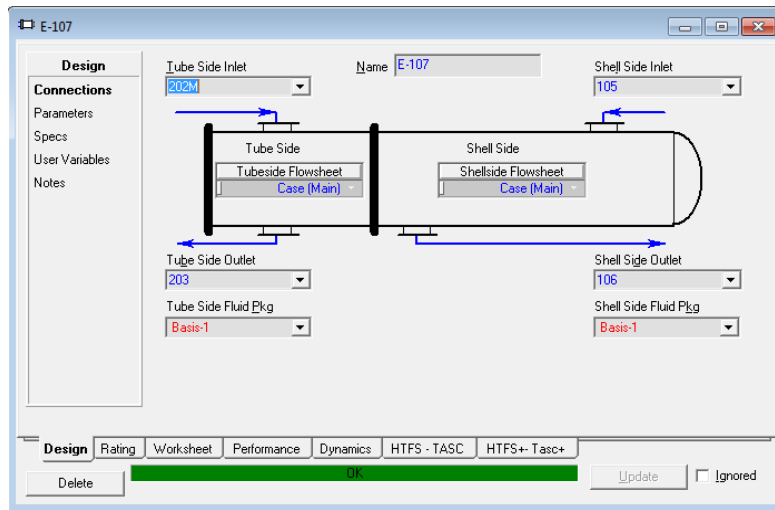 E-107
Design
Connections
Parameters
Specs
User Variables
Notes
Tube Side Inlet
202M
Name E-107
Shell Side Inlet
105
Tube Side
Tubeside Flowsheet
Case (Main)
Shell Side
Shellside Flowsheet
Case (Main)
Tube Side Outlet
203
Shell Side Outlet
106
Tube Side Fluid Pkg
Basis-1
Shell Side Fluid Pkg
Basis-1
Design Rating Worksheet Performance Dynamics HTFS - TASC HTFS+- Tasc+
Delete OK Update Ignored